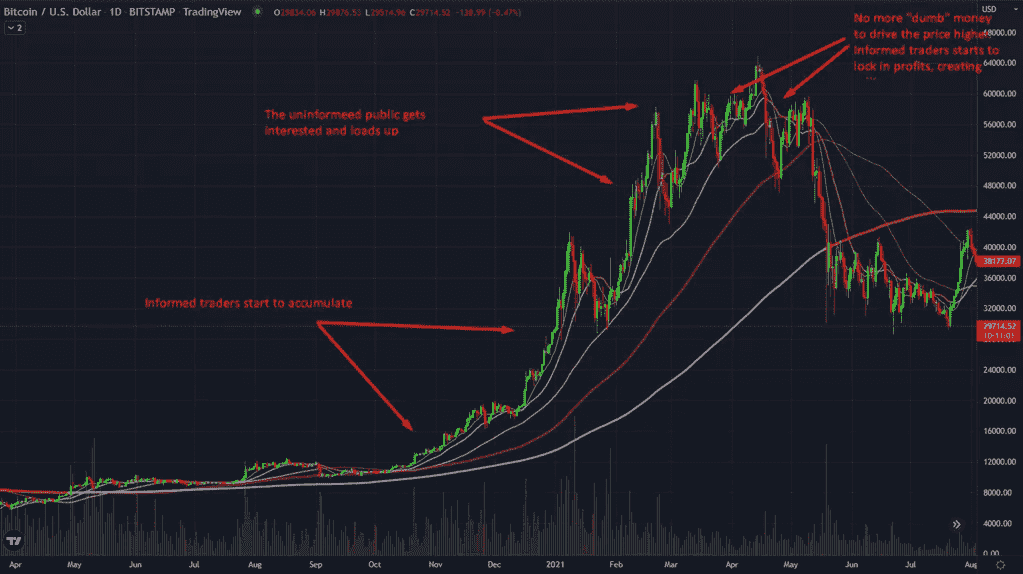 Bitcoin / U.S. Dollar · 1D · BITSTAMP · TradingView O29834.06 H29876.53 L29514.96 C29714.52 -138.99 (-0.47%) USD
2
No more "dumb" money
to drive the price higher
Informed traders starts to
lock in profits, creating
48000.00
64000.00
60000.00
The uninformeed public gets
interested and loads up
56000.00
52000.00
48000.00
44000.00
40000.00
38177.07
36000.00
Informed traders start to accumulate
32000.00
29714.52
24000.00
20000.00
16000.00
12000.00
8000.00
4000.00
0.00
Apr May Jun Jul Aug Sep Oct Nov Dec 2021 Feb Mar Apr May Jun Jul Aug